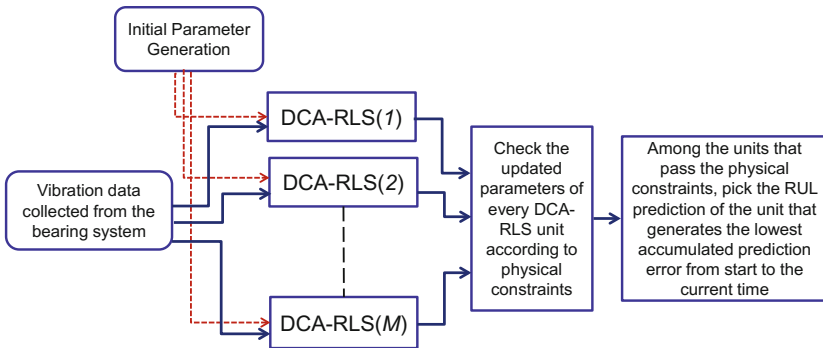 Initial Parameter
Generation
DCA-RLS(1)
Vibration data
collected from the
bearing system
DCA-RLS(2)
DCA-RLS(M)
Check the
updated
parameters of
every DCA-
RLS unit
according to
physical
constraints
Among the units that
pass the physical
constraints, pick the RUL
prediction of the unit that
generates the lowest
accumulated prediction
error from start to the
current time